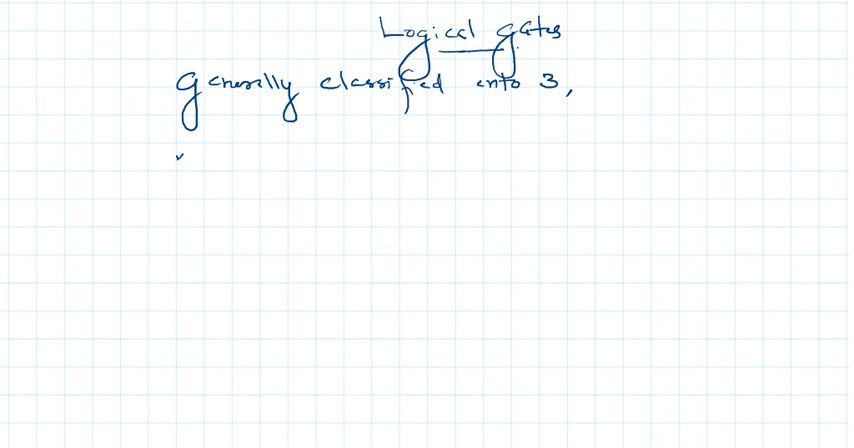 Logical gates
Generally classified into 3,